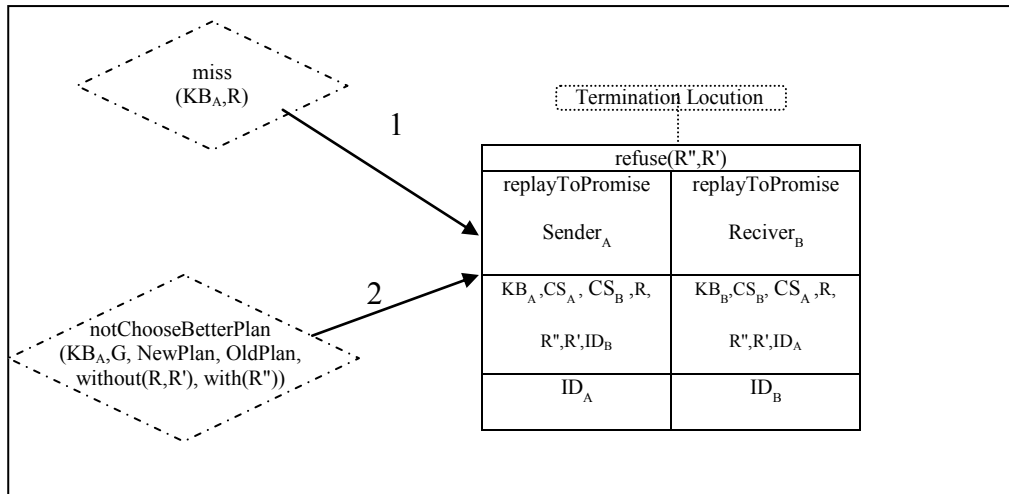 miss
(KB_A,R)
1
Termination Locution
refuse(R",R')
replayToPromise
Sender_A
replayToPromise
Reciver_B
KB_A ,CS_A , CS_B ,R,
R",R',ID_B
KB_B,CS_B, CS_A ,R,
R",R',ID_A
ID_A
ID_B
2
notChooseBetterPlan
(KB_A,G, NewPlan, OldPlan,
without(R,R'), with(R"))